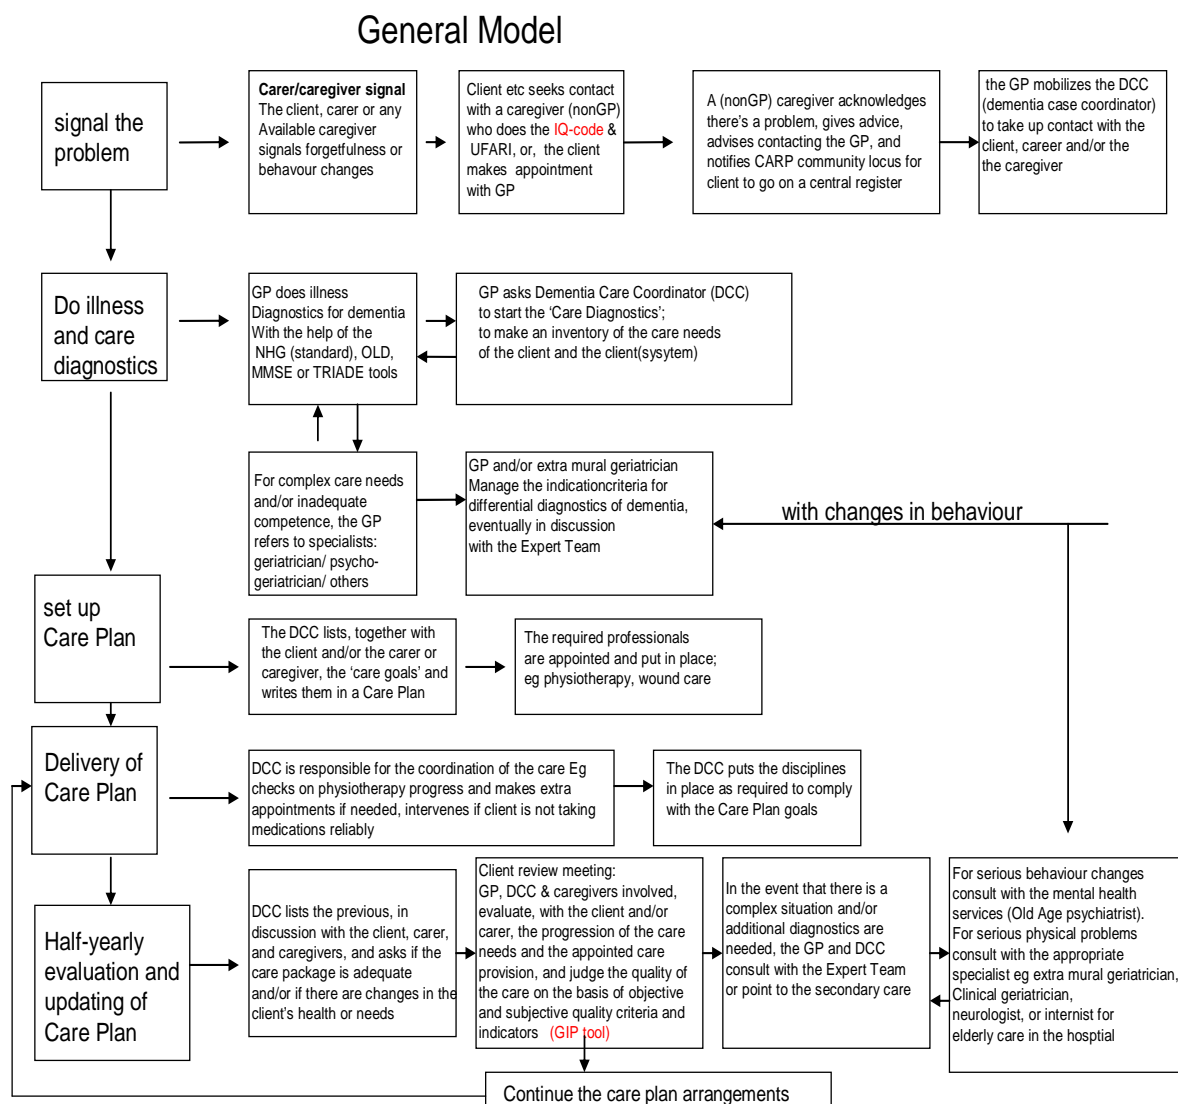 General Model
signal the
problem
Carer/caregiver signal
The client, carer or any
Available caregiver
signals forgetfulness or
behavour changes
Client etc seeks contact
with a caregiver (nonGP)
who does the IQ-code &
UFARI, or, the client
makes appointment
with GP
A (nonGP) caregiver acknowledges
there's a problem, gives advice,
advises contacting the GP, and
notifies CARP community locus for
client to go on a central register
the GP mobilizes the DCC
(dementia case coordinator)
to take up contact with the
client, career and/or the
the caregiver
Do illness
and care
diagnostics
GP does illness
Diagnostics for dementia
With the help of the
NHG (standard), OLD,
MMSE or TRIADE tools
GP asks Dementia Care Coordinator (DCC)
to start the 'Care Diagnostics';
to make an inventory of the care needs
of the client and the client(sysytem)
For complex care needs
and/or inadequate
competence, the GP
refers to specialists:
geriatrician/ psycho-
geriatrician/ others
GP and/or extra mural geriatrician
Manage the indicationcriteria for
differential diagnostics of dementia,
eventually in discussion
with the Expert Team
with changes in behaviour
set up
Care Plan
The DCC lists, together with
the client and/or the carer or
caregiver, the 'care goals' and
writes them in a Care Plan
The required professionals
are appointed and put in place;
eg physiotherapy, wound care
Delivery of
Care Plan
DCC is responsible for the coordination of the care Eg
checks on physiotherapy progress and makes extra
appointments if needed, intervenes if client is not taking
medications reliably
The DCC puts the disciplines
in place as required to comply
with the Care Plan goals
Half-yearly
evaluation and
updating of
Care Plan
DCC lists the previous, in
discussion with the client, carer,
and caregivers, and asks if the
care package is adequate
and/or if there are changes in the
client's health or needs
Client review meeting:
GP, DCC & caregivers involved,
evaluate, with the client and/or
carer, the progression of the care
needs and the appointed care
provision, and judge the quality of
the care on the basis of objective
and subjective quality criteria and
indicators (GIP tool)
In the event that there is a
complex situation and/or
additional diagnostics are
needed, the GP and DCC
consult with the Expert Team
or point to the secondary care
For serious behaviour changes
consult with the mental health
services (Old Age psychiatrist).
For serious physical problems
consult with the appropriate
specialist eg extra mural geriatrician,
Clinical geriatrician,
neurologist, or internist for
elderly care in the hosptial
Continue the care plan arrangements